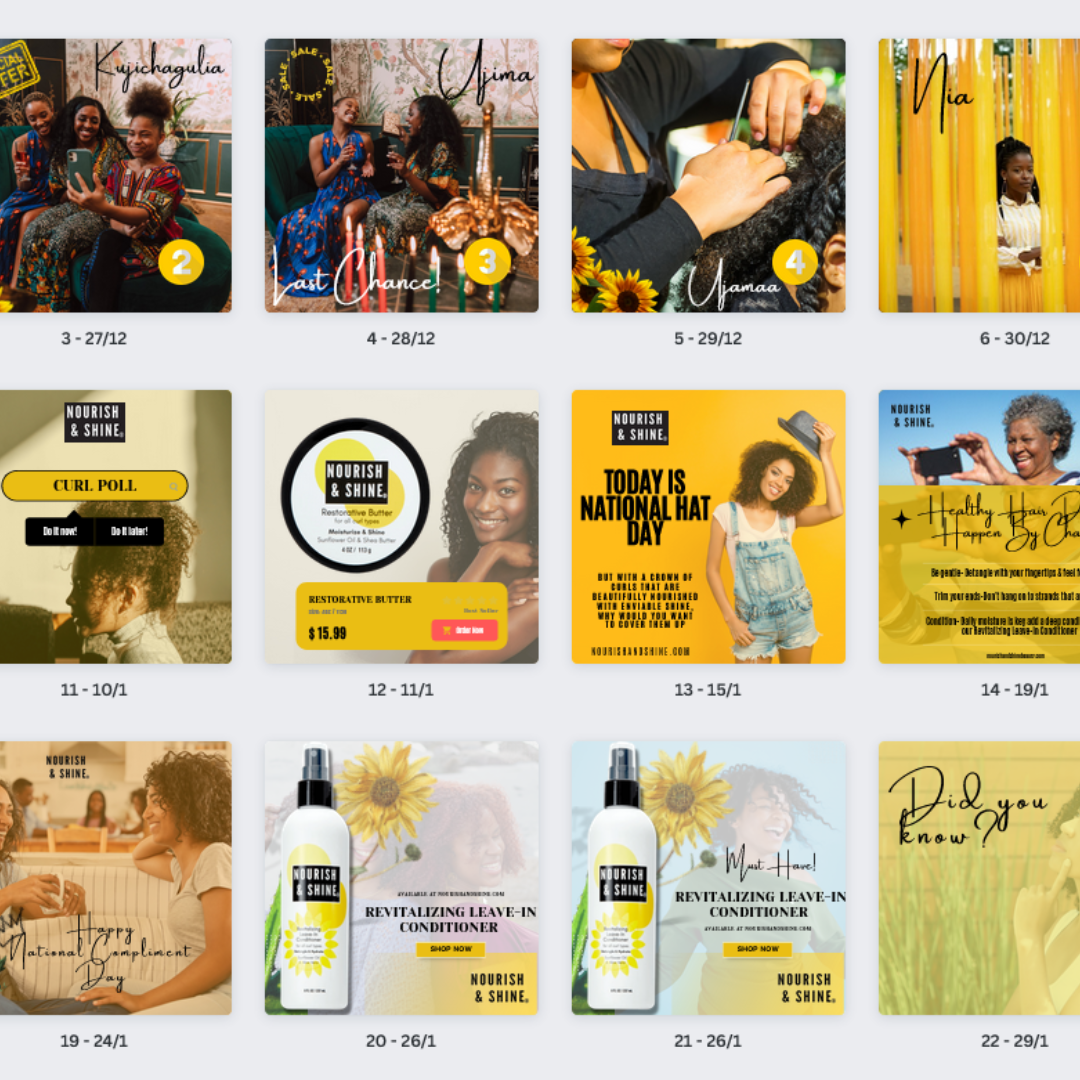 CIAL
FER
Kujichagulia
2
3 - 27/12
SALE • SALE • SALE • SALE
Ujima
Last Chance!
3
4 - 28/12
4
Ujamaa
5 - 29/12
Nia
6 - 30/12
NOURISH
& SHINE®
CURL POLL
Do it now!
Do it later!
11 - 10/1
NOURISH
& SHINE®
Restorative Butter
for all curl types
Moisturize & Shine
Sunflower Oil & Shea Butter
4 OZ / 113 g
RESTORATIVE BUTTER
Best-Seller
$ 15.99
Order Now
12 - 11/1
NOURISH
& SHINE®
TODAY IS
NATIONAL HAT
DAY
BUT WITH A CROWN OF
CURLS THAT ARE
BEAUTIFULLY NOURISHED
WITH ENVIABLE SHINE,
WHY WOULD YOU WANT
TO COVER THEM UP
NOURISHANDSHINE.COM
13 - 15/1
NOURISH
& SHINE®
Healthy Hair D
Happen By Cha
Be gentle- Detangle with your fingertips & feel f
Trim your ends-Don't hang on to strands that a
Condition- Daily moisture is key add a deep condi
our Revitalizing Leave-in Conditioner
14 - 19/1
NOURISH
& SHINE®
Happy
National Compliment
Day
19 - 24/1
NOURISH
& SHINE®
Revitalizing
Leave-In
Conditioner
AVAILABLE AT NOURISHANDSHINE.COM
REVITALIZING LEAVE-IN
CONDITIONER
SHOP NOW
NOURISH
& SHINE®
20 - 26/1
NOURISH
& SHINE®
Revitalizing
Leave-In
Conditioner
Must Have!
REVITALIZING LEAVE-IN
CONDITIONER
AVAILABLE AT NOURISHANDSHINE.COM
SHOP NOW
NOURISH
& SHINE®
21 - 26/1
Did you
know?
22 - 29/1